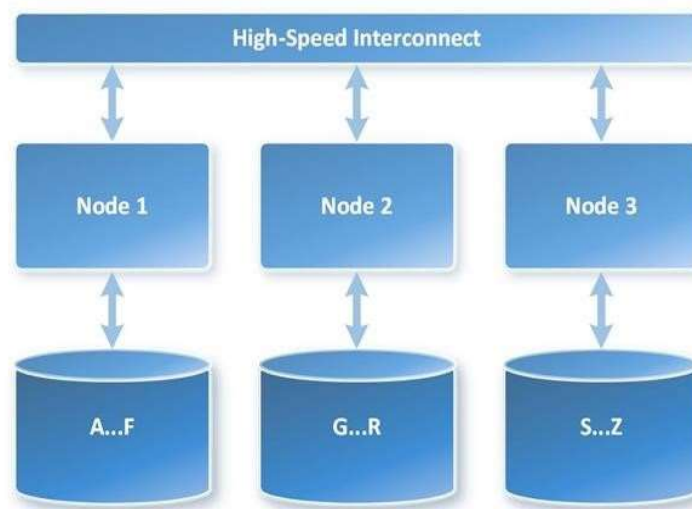 High-Speed Interconnect
Node 1
Node 2
Node 3
A...F
G...R
S...Z